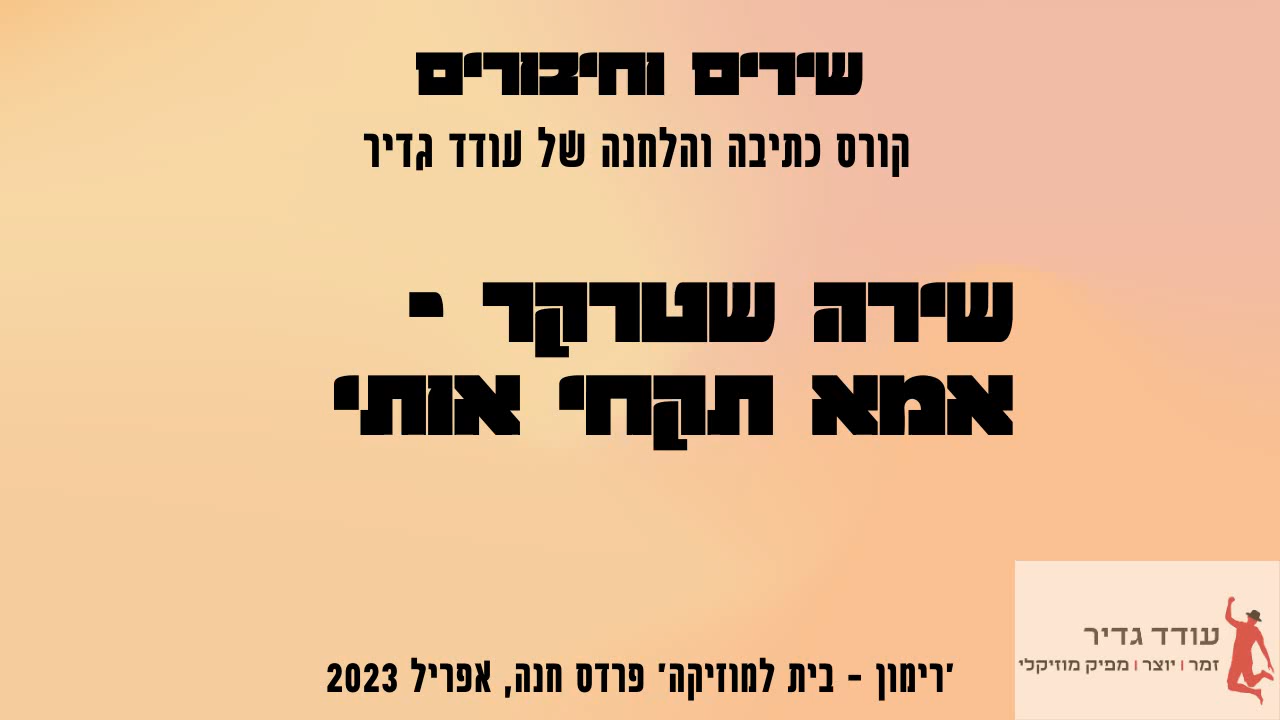 שירים וחיבורים
קורס כתיבה והלחנה של עודד גדיר
שירה שטרקר -
אמא תקחי אותי
עודד גדיר
זמר ו יוצר ו מפיק מוזיקלי
'רימון - בית למוזיקה' פרדס חנה, אפריל 2023